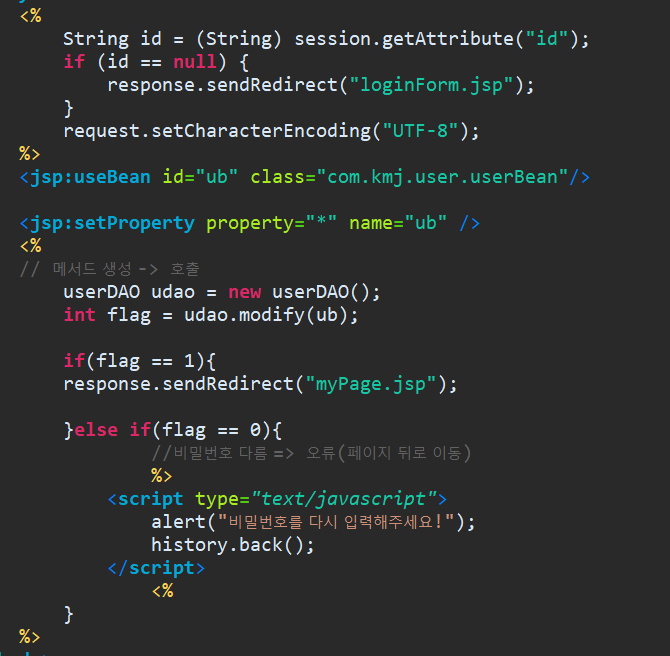 <%
String id = (String) session.getAttribute("id");
if (id == null) {
response.sendRedirect("loginForm.jsp");
}
request.setCharacterEncoding("UTF-8");
%>
<jsp:useBean id="ub" class="com.kmj.user.userBean"/>
<jsp:setProperty property="*" name="ub" />
<%
// 메서드 생성 -> 호출
userDAO udao = new userDAO();
int flag = udao.modify(ub);
if(flag == 1){
response.sendRedirect("myPage.jsp");
}else if(flag == 0){
//비밀번호 다름 => 오류(페이지 뒤로 이동)
%>
<script type="text/javascript">
alert("비밀번호를 다시 입력해주세요!");
history.back();
</script>
<%
}
%>